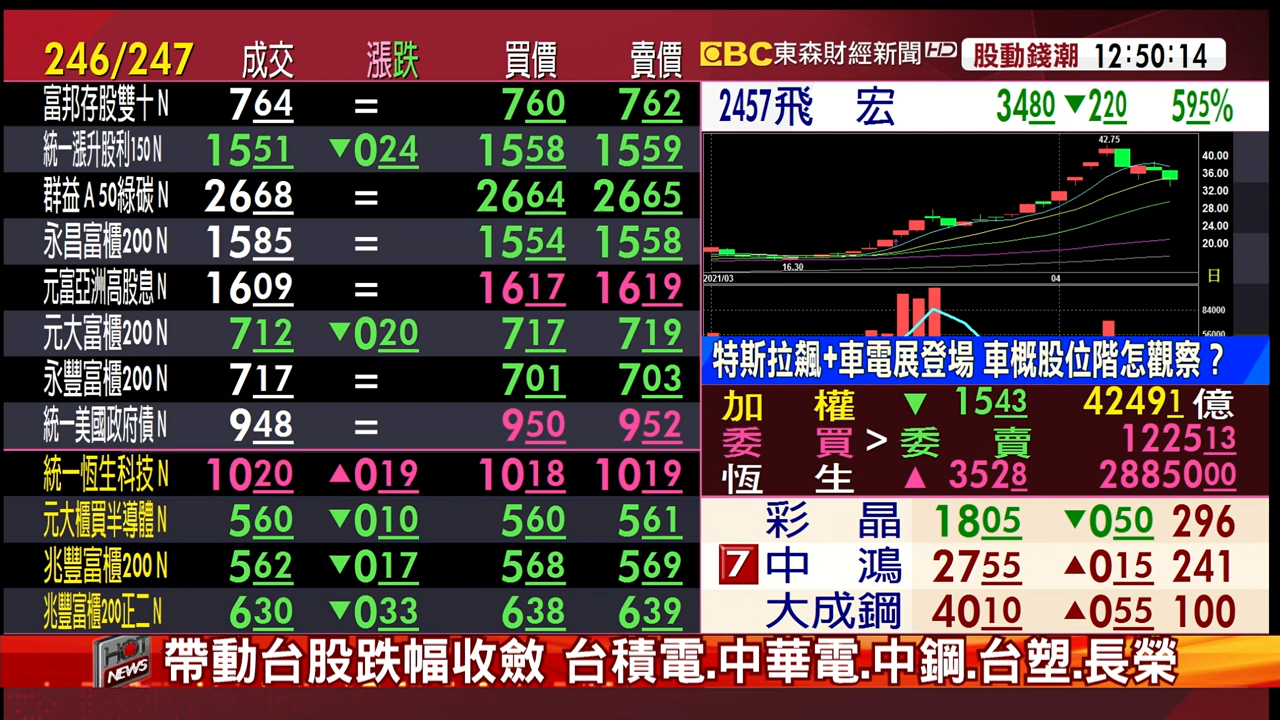 246/247 成交 漲跌 買價 賣價
富邦存股雙十N 764 = 760 762
統一漲升股利150N 1551 ▼024 1558 1559
群益A50綠碳N 2668 = 2664 2665
永昌富櫃200N 1585 = 1554 1558
元富亞洲高股息N 1609 = 1617 1619
元大富櫃200N 712 ▼020 717 719
永豐富櫃200N 717 = 701 703
統一美國政府債N 948 = 950 952
統一恆生科技N 1020 ▲019 1018 1019
元大櫃買半導體N 560 ▼010 560 561
兆豐富櫃200N 562 ▼017 568 569
兆豐富櫃200正二N 630 ▼033 638 639
EBC東森財經新聞HD 股動錢潮 12:50:14
2457飛宏 3480 ▼220 595%
42.75
40.00
36.00
32.00
28.00
24.00
20.00
16.30
2021/03 04 日
84000
56000
特斯拉飆+車電展登場 車概股位階怎觀察？
加權 ▼ 1543 42491億
委買>委賣 122513
恆生 ▲ 3528 2885000
彩晶 1805 ▼050 296
7 中鴻 2755 ▲015 241
大成鋼 4010 ▲055 100
HOT NEWS 帶動台股跌幅收斂 台積電.中華電.中鋼.台塑.長榮